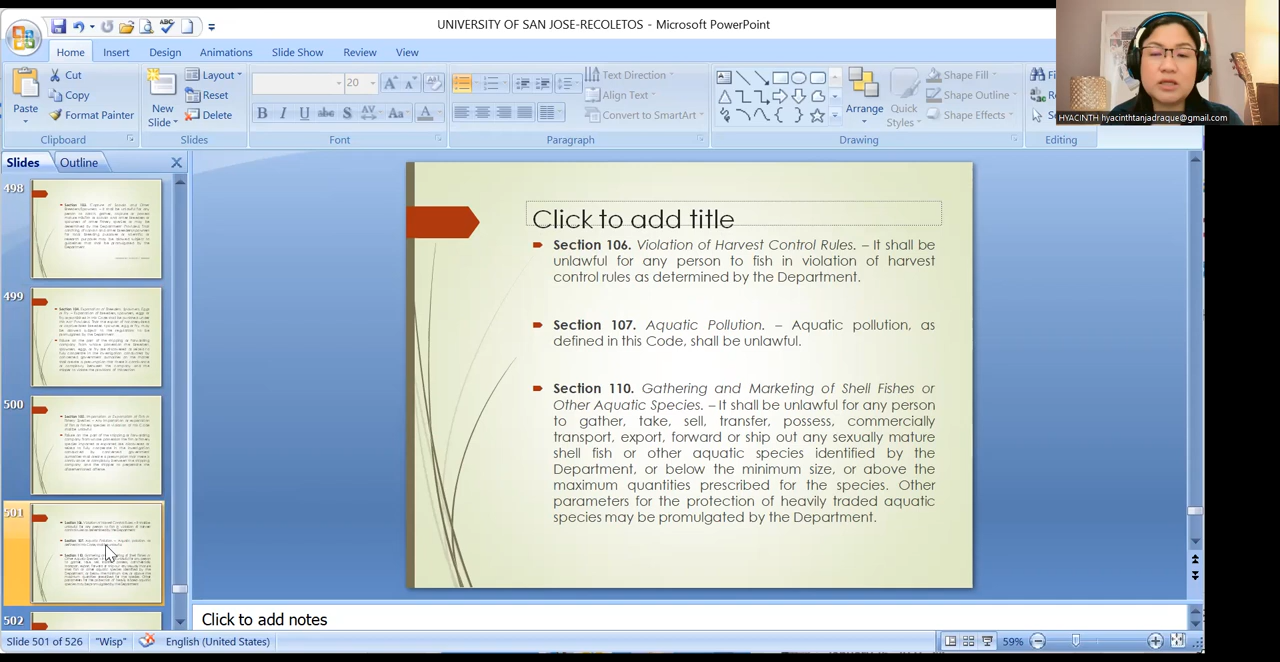 UNIVERSITY OF SAN JOSE-RECOLETOS - Microsoft PowerPoint
Home Insert Design Animations Slide Show Review View
Cut
Copy
Format Painter
Paste
Clipboard
New Slide
Layout
Reset
Delete
Slides
20
Font
Text Direction
Align Text
Convert to SmartArt
Paragraph
Arrange
Quick Styles
Shape Fill
Shape Outline
Shape Effects
Drawing
Editing
HYACINTH hyacinthtanjadraque@gmail.com
Slides Outline
498
499
500
501
502
Click to add title
Section 106. Violation of Harvest Control Rules. – It shall be
unlawful for any person to fish in violation of harvest
control rules as determined by the Department.
Section 107. Aquatic Pollution. – Aquatic pollution, as
defined in this Code, shall be unlawful.
Section 110. Gathering and Marketing of Shell Fishes or
Other Aquatic Species. – It shall be unlawful for any person
to gather, take, sell, transfer, possess, commercially
transport, export, forward or ship out any sexually mature
shell fish or other aquatic species identified by the
Department, or below the minimum size, or above the
maximum quantities prescribed for the species. Other
parameters for the protection of heavily traded aquatic
species may be promulgated by the Department.
Click to add notes
Slide 501 of 526 "Wisp" English (United States) 59%